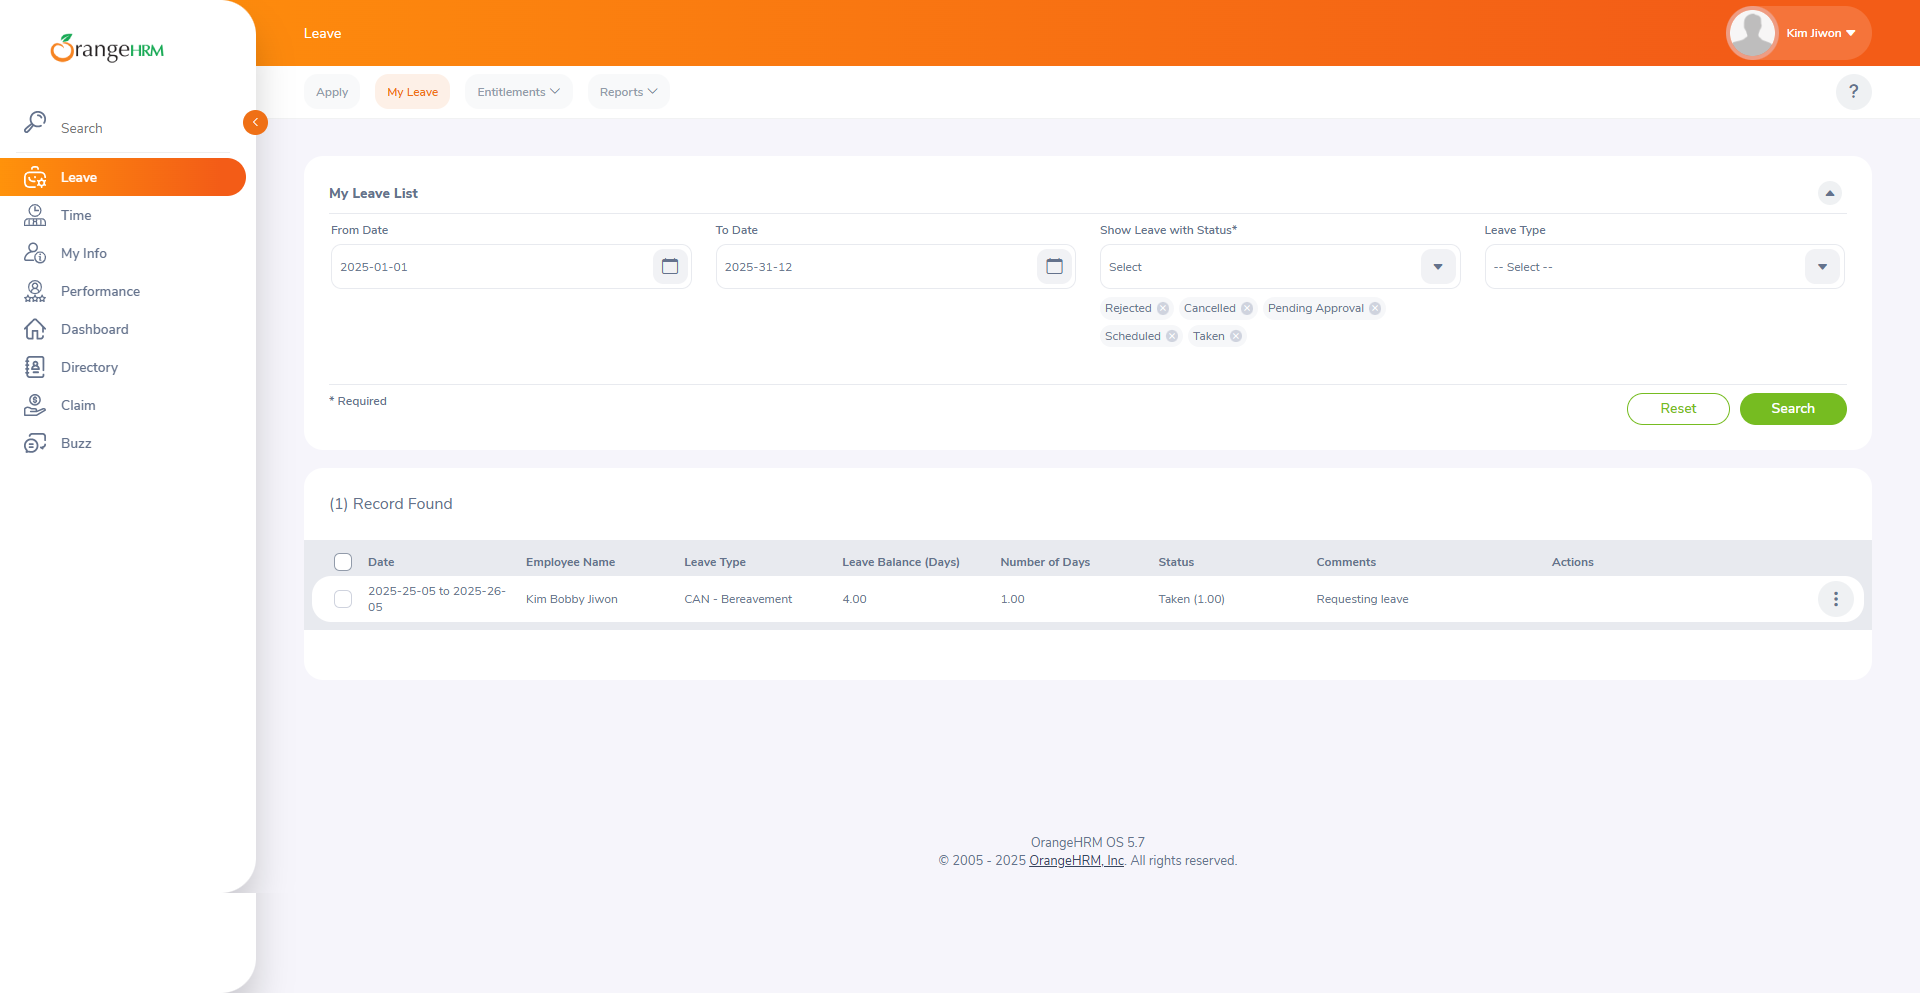 OrangeHRM
Leave
Kim Jiwon
Apply
My Leave
Entitlements
Reports
?
Search
Leave
Time
My Info
Performance
Dashboard
Directory
Claim
Buzz
My Leave List
From Date
To Date
Show Leave with Status*
Leave Type
2025-01-01
2025-31-12
Select
-- Select --
Rejected
Cancelled
Pending Approval
Scheduled
Taken
* Required
Reset
Search
(1) Record Found
Date
Employee Name
Leave Type
Leave Balance (Days)
Number of Days
Status
Comments
Actions
2025-25-05 to 2025-26-
05
Kim Bobby Jiwon
CAN - Bereavement
4.00
1.00
Taken (1.00)
Requesting leave
OrangeHRM OS 5.7
© 2005 - 2025 OrangeHRM, Inc. All rights reserved.